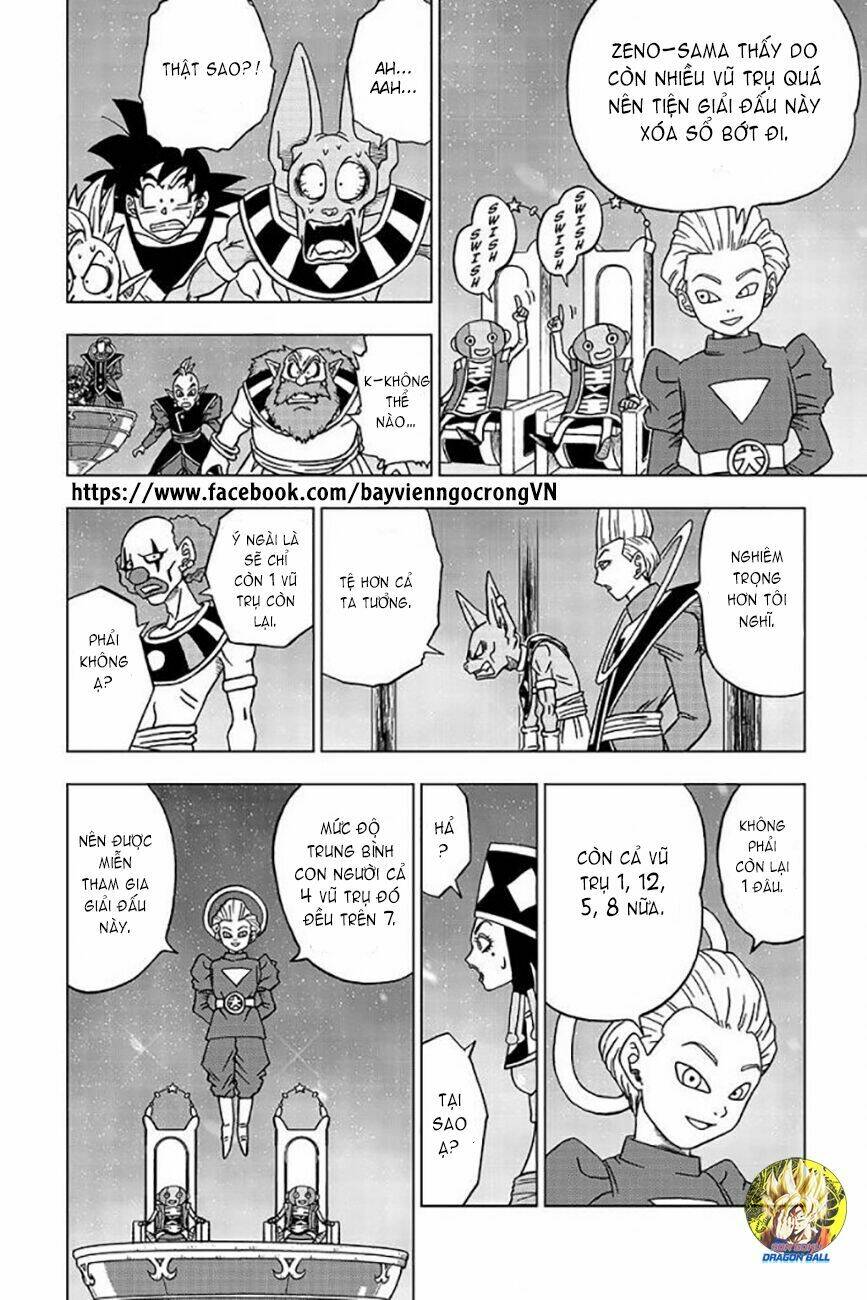 ZENO-SAMA THẤY DO
CÒN NHIỀU VŨ TRỤ QUÁ
NÊN TIỆN GIẢI ĐẤU NÀY
XÓA SỔ BỚT ĐI.
SWISH
SWISH
SWISH
SWISH
大
AH...
AAH...
THẬT SAO?!
K-KHÔNG
THỂ
NÀO...
https://www.facebook.com/bayvienngocrongVN
NGHIÊM
TRỌNG
HƠN TÔI
NGHĨ.
TỆ HƠN CẢ
TA TƯỞNG.
Ý NGÀI LÀ
SẼ CHỈ
CÒN 1 VŨ
TRỤ CÒN
LẠI.
PHẢI
KHÔNG
Ạ?
KHÔNG
PHẢI
CÒN LẠI
1 ĐÂU.
CÒN CẢ VŨ
TRỤ 1, 12,
5, 8 NỮA.
HẢ
?
TẠI
SAO
Ạ?
MỨC ĐỘ
TRUNG BÌNH
CON NGƯỜI CẢ
4 VŨ TRỤ ĐÓ
ĐỀU TRÊN 7.
NÊN ĐƯỢC
MIỄN
THAM GIA
GIẢI ĐẤU
NÀY.
大
DRAGON BALL